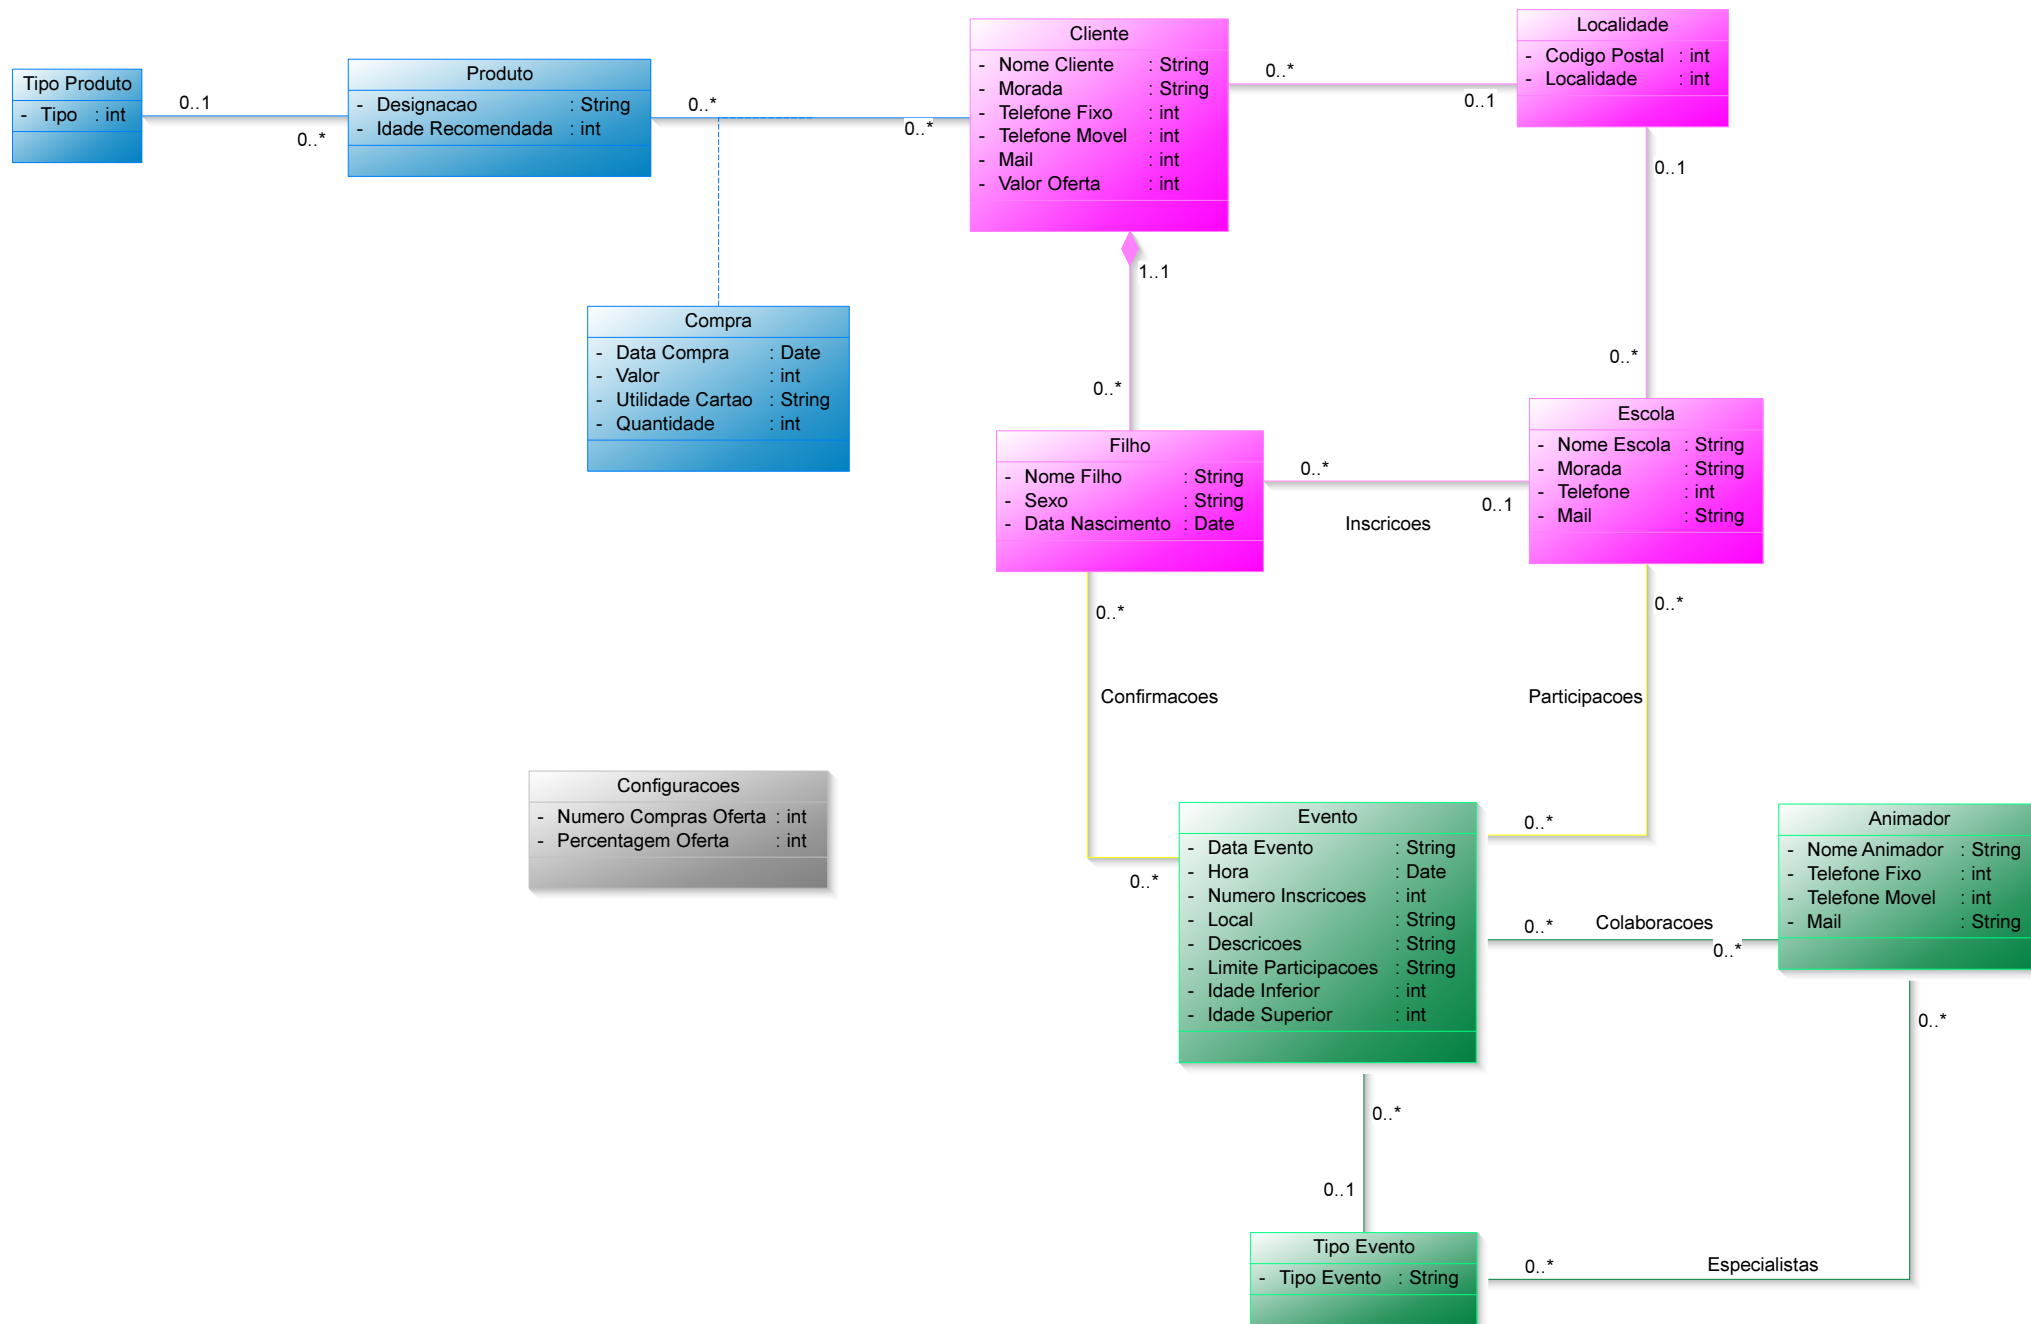 Tipo Produto
- Tipo : int
0..1
0..*
Produto
- Designacao : String
- Idade Recomendada : int
0..*
0..*
Cliente
- Nome Cliente : String
- Morada : String
- Telefone Fixo : int
- Telefone Movel : int
- Mail : int
- Valor Oferta : int
0..*
0..1
Localidade
- Codigo Postal : int
- Localidade : int
0..1
0..*
1..1
0..*
Compra
- Data Compra : Date
- Valor : int
- Utilidade Cartao : String
- Quantidade : int
Filho
- Nome Filho : String
- Sexo : String
- Data Nascimento : Date
0..*
0..1
Inscricoes
Escola
- Nome Escola : String
- Morada : String
- Telefone : int
- Mail : String
0..*
0..*
Confirmacoes
Participacoes
Configuracoes
- Numero Compras Oferta : int
- Percentagem Oferta : int
0..*
Evento
- Data Evento : String
- Hora : Date
- Numero Inscricoes : int
- Local : String
- Descricoes : String
- Limite Participacoes : String
- Idade Inferior : int
- Idade Superior : int
0..*
0..*
Colaboracoes
0..*
Animador
- Nome Animador : String
- Telefone Fixo : int
- Telefone Movel : int
- Mail : String
0..*
0..*
0..1
Tipo Evento
- Tipo Evento : String
0..*
Especialistas